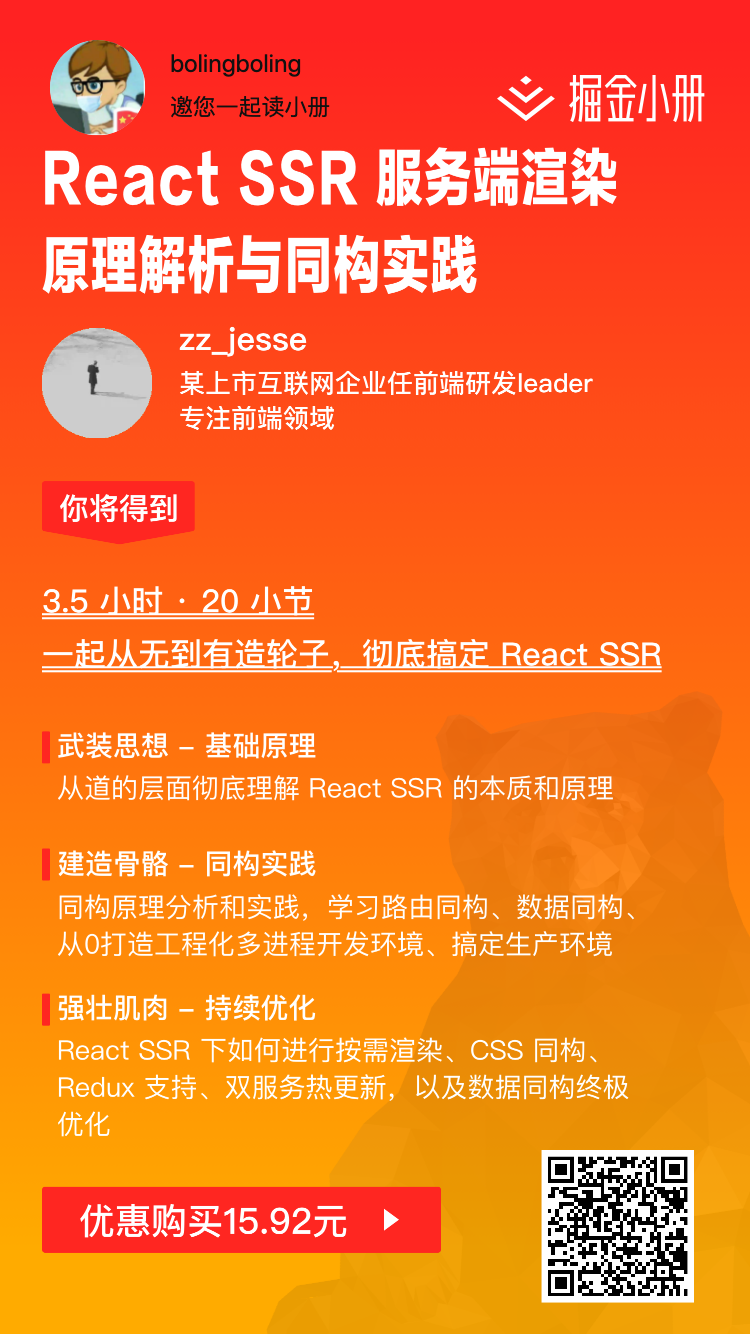 bolingboling
邀您一起读小册
掘金小册
React SSR 服务端渲染
原理解析与同构实践
zz_jesse
某上市互联网企业任前端研发leader
专注前端领域
你将得到
3.5 小时 · 20 小节
一起从无到有造轮子，彻底搞定 React SSR
武装思想 – 基础原理
从道的层面彻底理解 React SSR 的本质和原理
建造骨骼 – 同构实践
同构原理分析和实践，学习路由同构、数据同构、
从0打造工程化多进程开发环境、搞定生产环境
强壮肌肉 – 持续优化
React SSR 下如何进行按需渲染、CSS 同构、
Redux 支持、双服务热更新，以及数据同构终极
优化
优惠购买15.92元